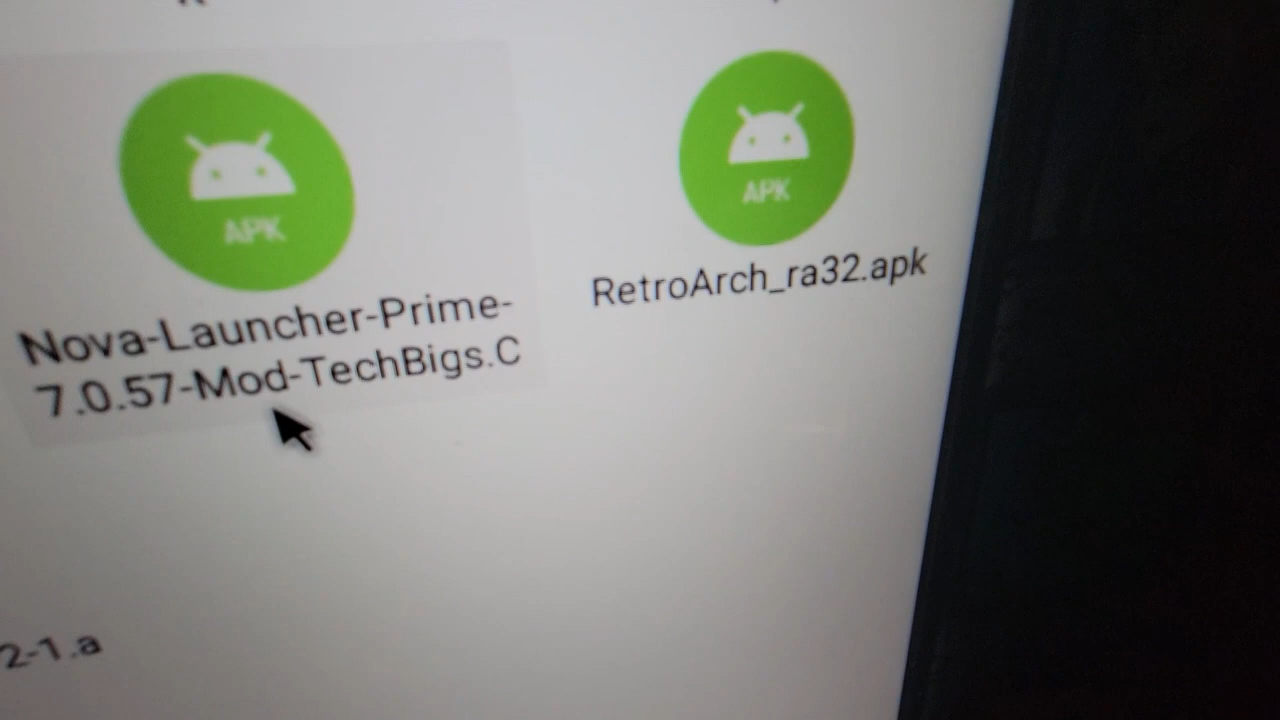 APK
APK
Nova-Launcher-Prime-
7.0.57-Mod-TechBigs.C
RetroArch_ra32.apk
2-1.a